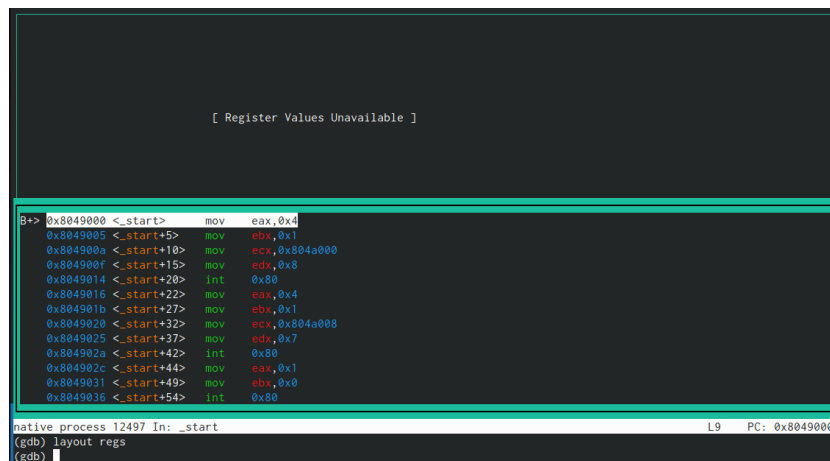 [ Register Values Unavailable ]
B+> 0x8049000 <_start> mov eax,0x4
0x8049005 <_start+5> mov ebx,0x1
0x804900a <_start+10> mov ecx,0x804a000
0x804900f <_start+15> mov edx,0x8
0x8049014 <_start+20> int 0x80
0x8049016 <_start+22> mov eax,0x4
0x804901b <_start+27> mov ebx,0x1
0x8049020 <_start+32> mov ecx,0x804a008
0x8049025 <_start+37> mov edx,0x7
0x804902a <_start+42> int 0x80
0x804902c <_start+44> mov eax,0x1
0x8049031 <_start+49> mov ebx,0x0
0x8049036 <_start+54> int 0x80
native process 12497 In: _start L9 PC: 0x8049000
(gdb) layout regs
(gdb)